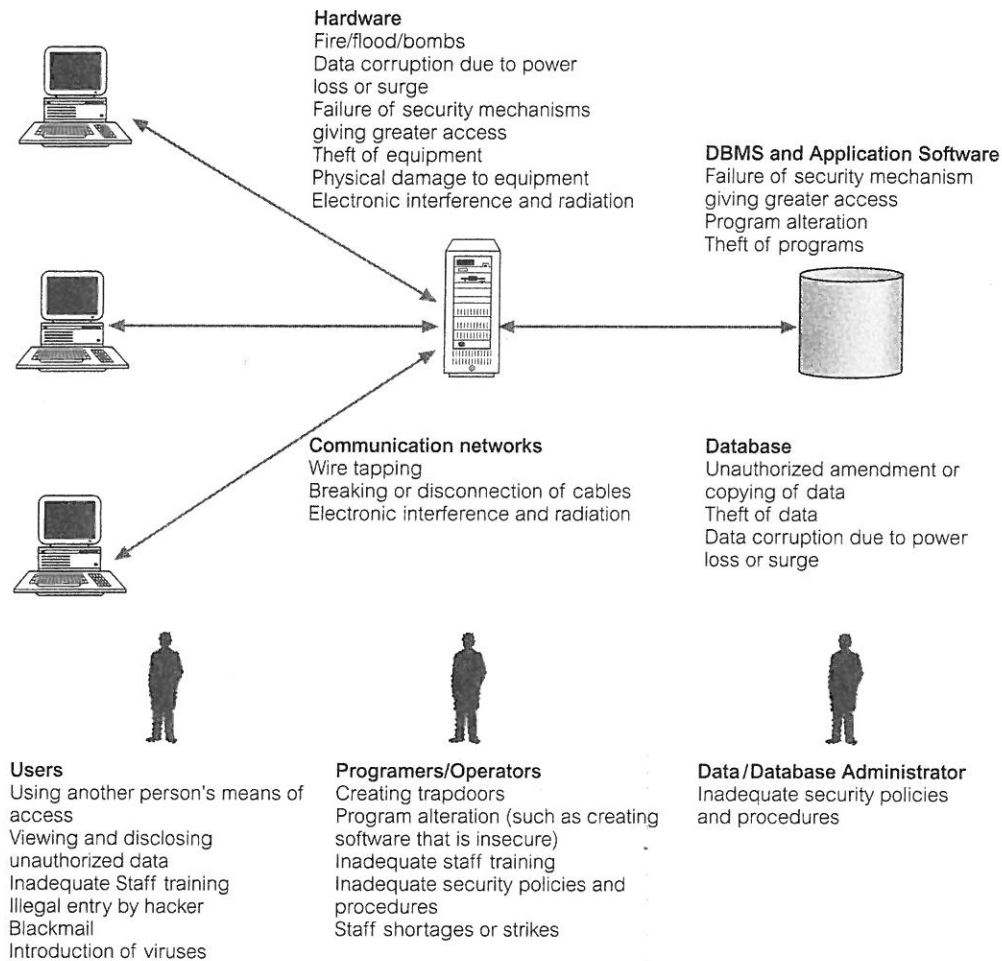 Hardware
Fire/flood/bombs
Data corruption due to power
loss or surge
Failure of security mechanisms
giving greater access
Theft of equipment
Physical damage to equipment
Electronic interference and radiation
DBMS and Application Software
Failure of security mechanism
giving greater access
Program alteration
Theft of programs
Communication networks
Wire tapping
Breaking or disconnection of cables
Electronic interference and radiation
Database
Unauthorized amendment or
copying of data
Theft of data
Data corruption due to power
loss or surge
Users
Using another person's means of
access
Viewing and disclosing
unauthorized data
Inadequate Staff training
Illegal entry by hacker
Blackmail
Introduction of viruses
Programers/Operators
Creating trapdoors
Program alteration (such as creating
software that is insecure)
Inadequate staff training
Inadequate security policies and
procedures
Staff shortages or strikes
Data/Database Administrator
Inadequate security policies
and procedures